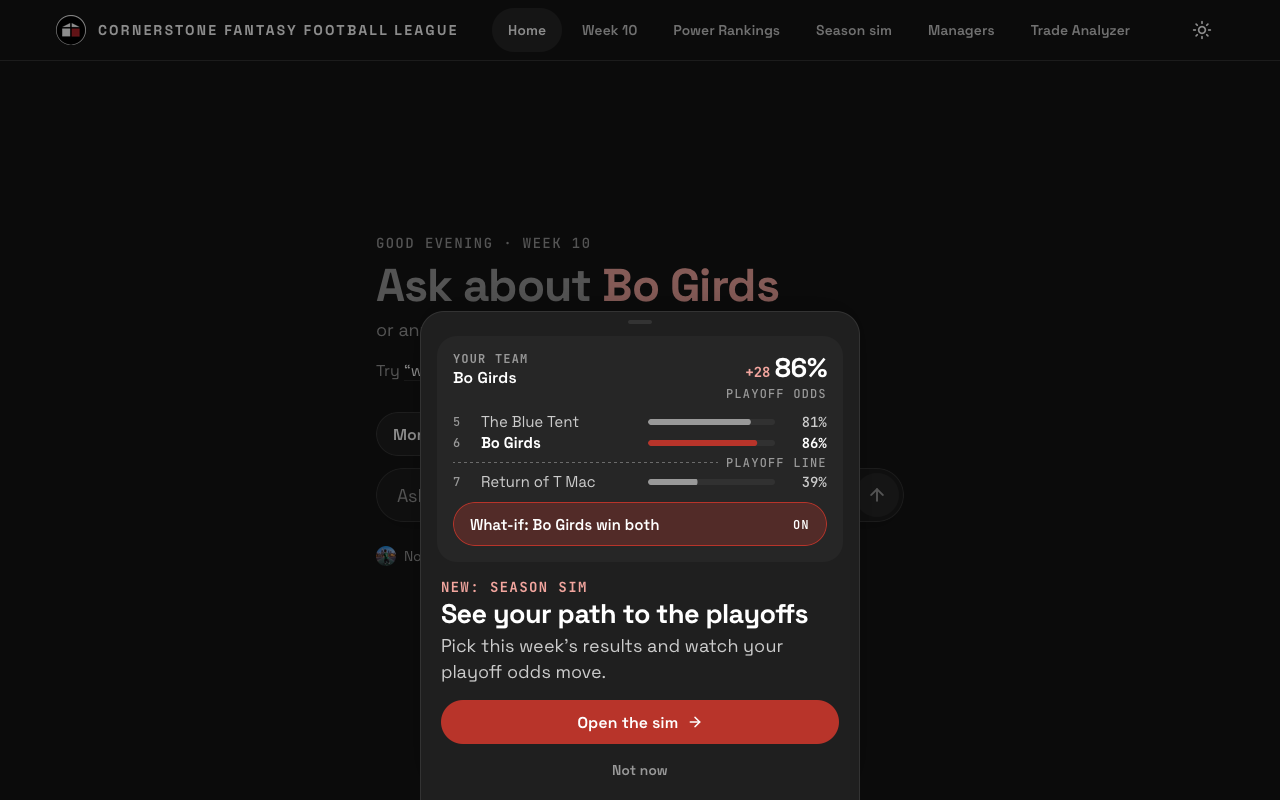 CORNERSTONE FANTASY FOOTBALL LEAGUE
Home
Week 10
Power Rankings
Season sim
Managers
Trade Analyzer
GOOD EVENING · WEEK 10
Ask about Bo Girds
or an
Try “w
YOUR TEAM
Bo Girds
+28 86%
PLAYOFF ODDS
5 The Blue Tent 81%
6 Bo Girds 86%
PLAYOFF LINE
7 Return of T Mac 39%
What-if: Bo Girds win both ON
NEW: SEASON SIM
See your path to the playoffs
Pick this week’s results and watch your
playoff odds move.
Open the sim →
Not now